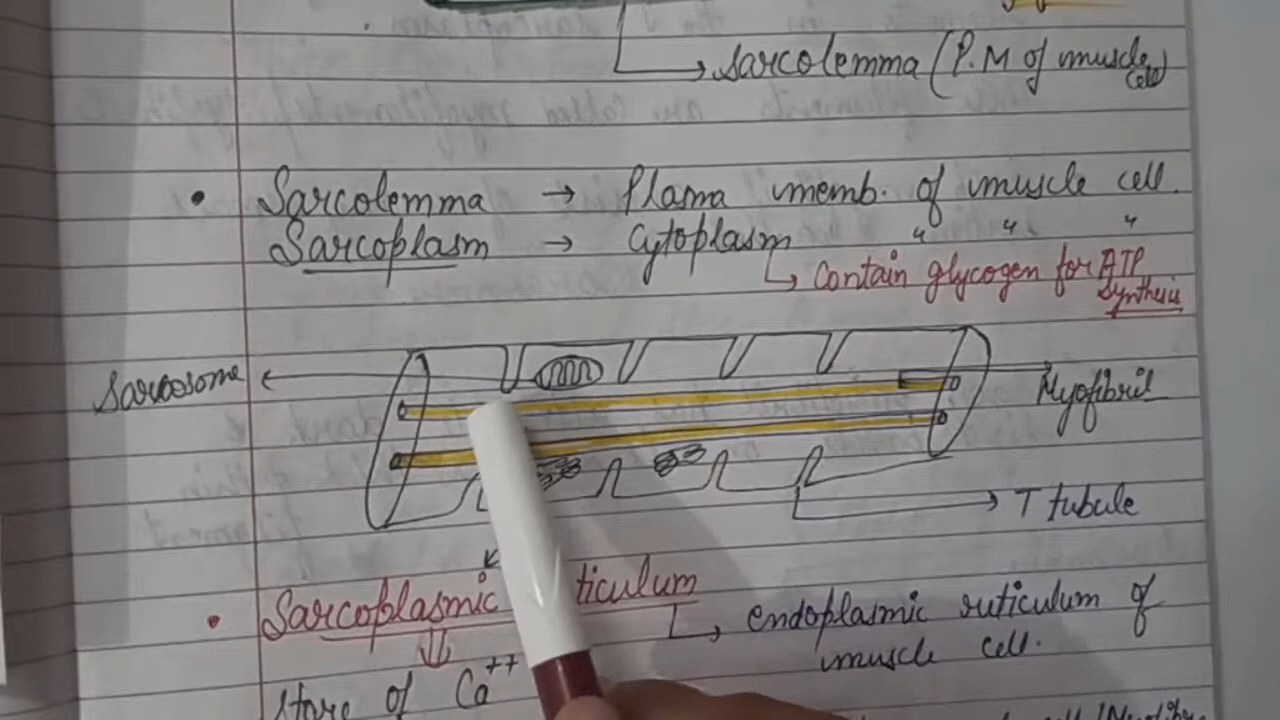 Sarcolemma (P.M of muscle cell)
• Sarcolemma → Plasma memb. of muscle cell.
Sarcoplasm → Cytoplasm " " "
Contain glycogen for ATP
Synthesis
Sarcosome
Myofibril
T tubule
• Sarcoplasmic ticulum
endoplasmic ruticulum of
muscle cell.
Store of Ca++